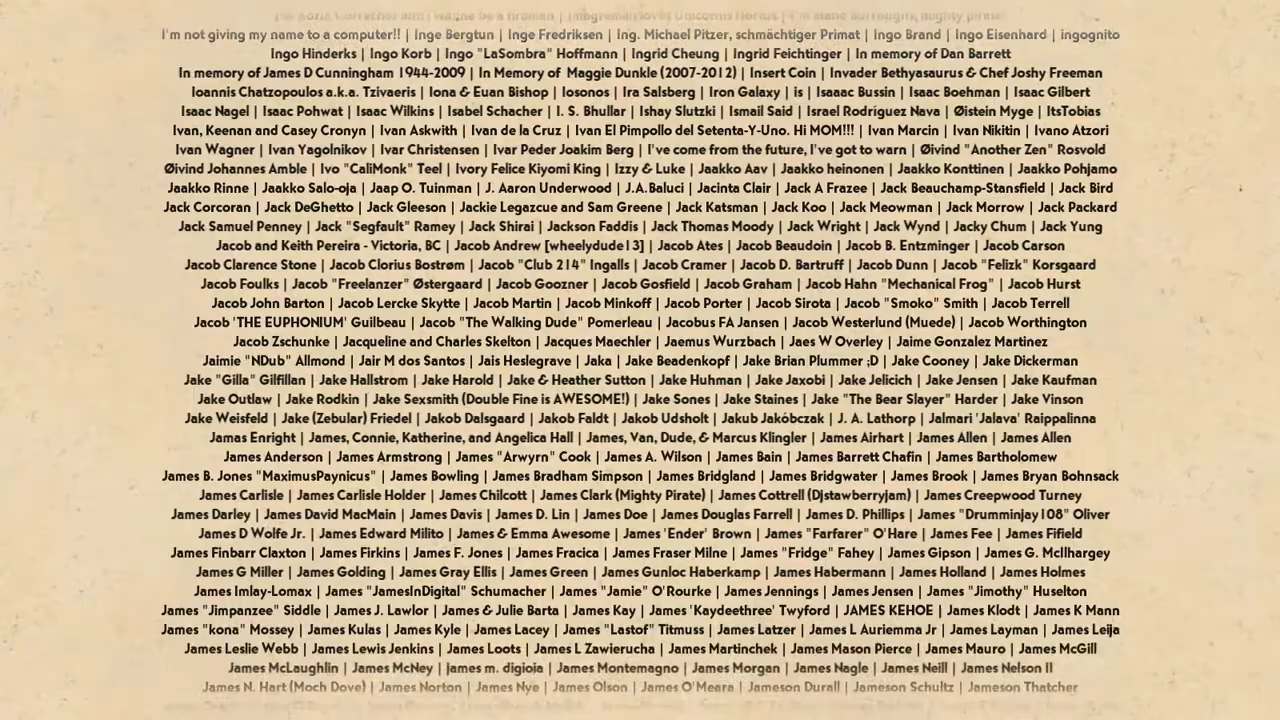 I'm not giving my name to a computer!! | Inge Bergtun | Inge Fredriksen | Ing. Michael Pitzer, schmächtiger Primat | Ingo Brand | Ingo Eisenhard | ingognito
Ingo Hinderks | Ingo Korb | Ingo "LaSombra" Hoffmann | Ingrid Cheung | Ingrid Feichtinger | In memory of Dan Barrett
In memory of James D Cunningham 1944-2009 | In Memory of Maggie Dunkle (2007-2012) | Insert Coin | Invader Bethyasaurus & Chef Joshy Freeman
Ioannis Chatzopoulos a.k.a. Tzivaeris | Iona & Euan Bishop | Iosonos | Ira Salsberg | Iron Galaxy | is | Isaaac Bussin | Isaac Boehman | Isaac Gilbert
Isaac Nagel | Isaac Pohwat | Isaac Wilkins | Isabel Schacher | I. S. Bhullar | Ishay Slutzki | Ismail Said | Israel Rodríguez Nava | Øistein Myge | ItsTobias
Ivan, Keenan and Casey Cronyn | Ivan Askwith | Ivan de la Cruz | Ivan El Pimpollo del Setenta-Y-Uno. Hi MOM!!! | Ivan Marcin | Ivan Nikitin | Ivano Atzori
Ivan Wagner | Ivan Yagolnikov | Ivar Christensen | Ivar Peder Joakim Berg | I've come from the future, I've got to warn | Øivind "Another Zen" Rosvold
Øivind Johannes Amble | Ivo "CaliMonk" Teel | Ivory Felice Kiyomi King | Izzy & Luke | Jaakko Aav | Jaakko heinonen | Jaakko Konttinen | Jaakko Pohjamo
Jaakko Rinne | Jaakko Salo-oja | Jaap O. Tuinman | J. Aaron Underwood | J.A.Baluci | Jacinta Clair | Jack A Frazee | Jack Beauchamp-Stansfield | Jack Bird
Jack Corcoran | Jack DeGhetto | Jack Gleeson | Jackie Legazcue and Sam Greene | Jack Katsman | Jack Koo | Jack Meowman | Jack Morrow | Jack Packard
Jack Samuel Penney | Jack "Segfault" Ramey | Jack Shirai | Jackson Faddis | Jack Thomas Moody | Jack Wright | Jack Wynd | Jacky Chum | Jack Yung
Jacob and Keith Pereira - Victoria, BC | Jacob Andrew [wheelydude13] | Jacob Ates | Jacob Beaudoin | Jacob B. Entzminger | Jacob Carson
Jacob Clarence Stone | Jacob Clorius Bostrøm | Jacob "Club 214" Ingalls | Jacob Cramer | Jacob D. Bartruff | Jacob Dunn | Jacob "Felizk" Korsgaard
Jacob Foulks | Jacob "Freelanzer" Østergaard | Jacob Goozner | Jacob Gosfield | Jacob Graham | Jacob Hahn "Mechanical Frog" | Jacob Hurst
Jacob John Barton | Jacob Lercke Skytte | Jacob Martin | Jacob Minkoff | Jacob Porter | Jacob Sirota | Jacob "Smoko" Smith | Jacob Terrell
Jacob 'THE EUPHONIUM' Guilbeau | Jacob "The Walking Dude" Pomerleau | Jacobus FA Jansen | Jacob Westerlund (Muede) | Jacob Worthington
Jacob Zschunke | Jacqueline and Charles Skelton | Jacques Maechler | Jaemus Wurzbach | Jaes W Overley | Jaime Gonzalez Martinez
Jaimie "NDub" Allmond | Jair M dos Santos | Jais Heslegrave | Jaka | Jake Beadenkopf | Jake Brian Plummer ;D | Jake Cooney | Jake Dickerman
Jake "Gilla" Gilfillan | Jake Hallstrom | Jake Harold | Jake & Heather Sutton | Jake Huhman | Jake Jaxobi | Jake Jelicich | Jake Jensen | Jake Kaufman
Jake Outlaw | Jake Rodkin | Jake Sexsmith (Double Fine is AWESOME!) | Jake Sones | Jake Staines | Jake "The Bear Slayer" Harder | Jake Vinson
Jake Weisfeld | Jake (Zebular) Friedel | Jakob Dalsgaard | Jakob Faldt | Jakob Udsholt | Jakub Jakóbczak | J. A. Lathorp | Jalmari 'Jalava' Raippalinna
Jamas Enright | James, Connie, Katherine, and Angelica Hall | James, Van, Dude, & Marcus Klingler | James Airhart | James Allen | James Allen
James Anderson | James Armstrong | James "Arwyrn" Cook | James A. Wilson | James Bain | James Barrett Chafin | James Bartholomew
James B. Jones "MaximusPaynicus" | James Bowling | James Bradham Simpson | James Bridgland | James Bridgwater | James Brook | James Bryan Bohnsack
James Carlisle | James Carlisle Holder | James Chilcott | James Clark (Mighty Pirate) | James Cottrell (Djstawberryjam) | James Creepwood Turney
James Darley | James David MacMain | James Davis | James D. Lin | James Doe | James Douglas Farrell | James D. Phillips | James "Drumminjay108" Oliver
James D Wolfe Jr. | James Edward Milito | James & Emma Awesome | James 'Ender' Brown | James "Farfarer" O'Hare | James Fee | James Fifield
James Finbarr Claxton | James Firkins | James F. Jones | James Fracica | James Fraser Milne | James "Fridge" Fahey | James Gipson | James G. McIlhargey
James G Miller | James Golding | James Gray Ellis | James Green | James Gunloc Haberkamp | James Habermann | James Holland | James Holmes
James Imlay-Lomax | James "JamesInDigital" Schumacher | James "Jamie" O'Rourke | James Jennings | James Jensen | James "Jimothy" Huselton
James "Jimpanzee" Siddle | James J. Lawlor | James & Julie Barta | James Kay | James 'Kaydeethree' Twyford | JAMES KEHOE | James Klodt | James K Mann
James "kona" Mossey | James Kulas | James Kyle | James Lacey | James "Lastof" Titmuss | James Latzer | James L Auriemma Jr | James Layman | James Leija
James Leslie Webb | James Lewis Jenkins | James Loots | James L Zawierucha | James Martinchek | James Mason Pierce | James Mauro | James McGill
James McLaughlin | James McNey | James m. digioia | James Montemagno | James Morgan | James Nagle | James Neill | James Nelson II
James N. Hart (Moch Dove) | James Norton | James Nye | James Olson | James O'Meara | Jameson Durall | Jameson Schultz | Jameson Thatcher